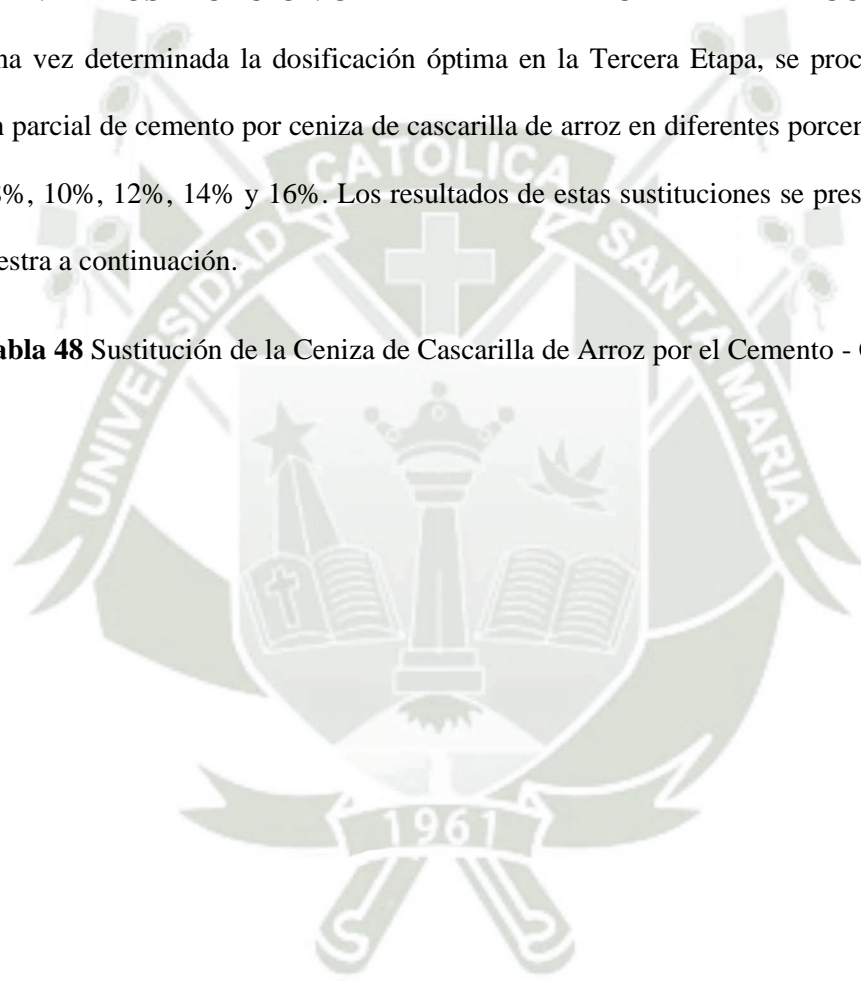 na vez determinada la dosificación óptima en la Tercera Etapa, se proc
n parcial de cemento por ceniza de cascarilla de arroz en diferentes porcen
%, 10%, 12%, 14% y 16%. Los resultados de estas sustituciones se pres
estra a continuación.
abla 48 Sustitución de la Ceniza de Cascarilla de Arroz por el Cemento -
UNIVERSIDAD CATOLICA SANTA MARIA
1961